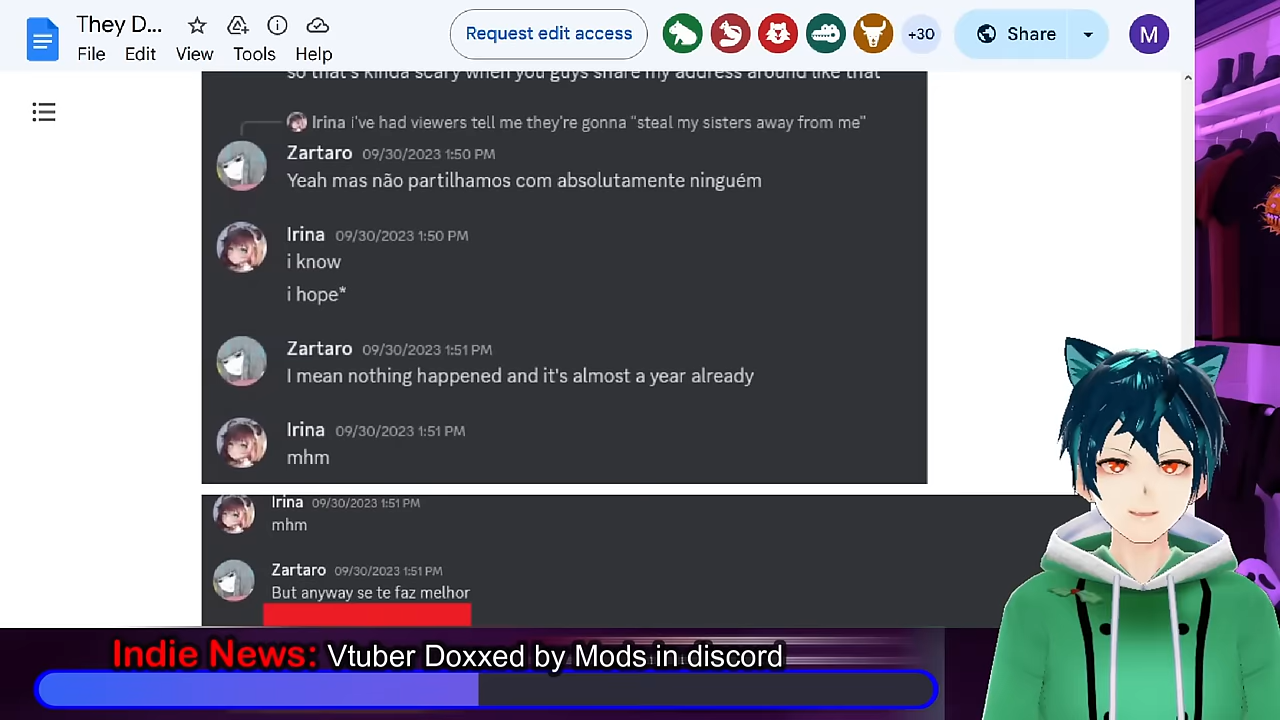 They D...
File Edit View Tools Help
Request edit access
+30
Share
M
so that's kinda scary when you guys share my address around like that
Irina i've had viewers tell me they're gonna "steal my sisters away from me"
Zartaro 09/30/2023 1:50 PM
Yeah mas não partilhamos com absolutamente ninguém
Irina 09/30/2023 1:50 PM
i know
i hope*
Zartaro 09/30/2023 1:51 PM
I mean nothing happened and it's almost a year already
Irina 09/30/2023 1:51 PM
mhm
Irina 09/30/2023 1:51 PM
mhm
Zartaro 09/30/2023 1:51 PM
But anyway se te faz melhor
Indie News: Vtuber Doxxed by Mods in discord